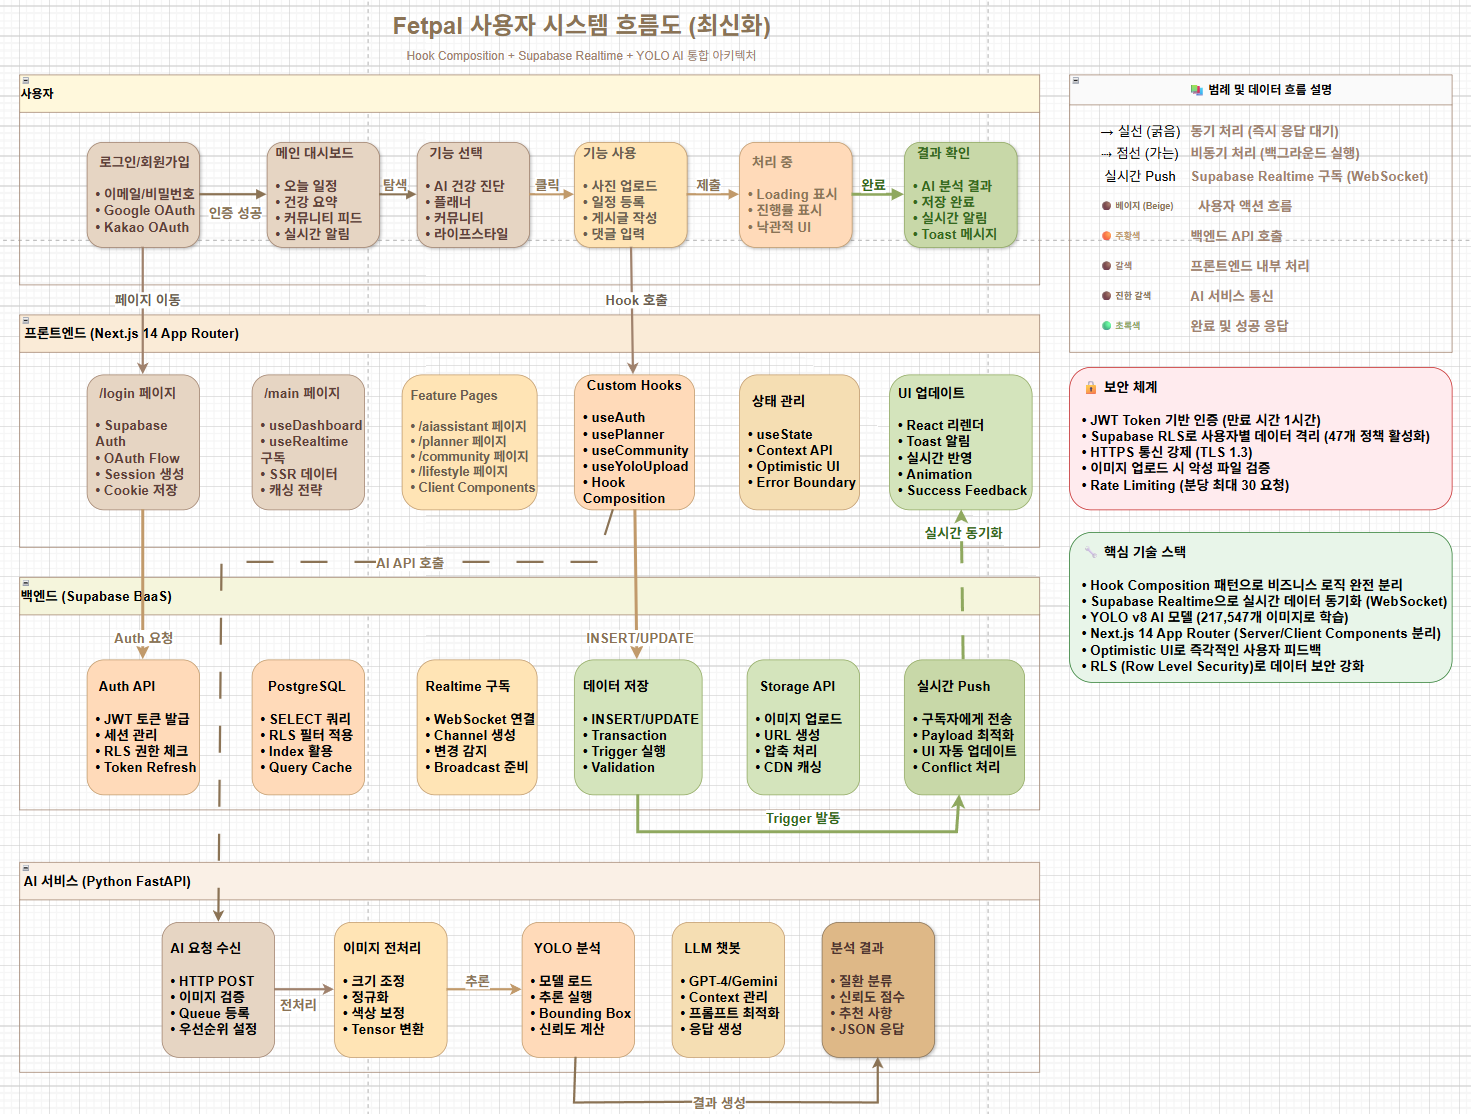 Fetpal 사용자 시스템 흐름도 (최신화)
Hook Composition + Supabase Realtime + YOLO AI 통합 아키텍처
사용자
로그인/회원가입
• 이메일/비밀번호
• Google OAuth
• Kakao OAuth
인증 성공
메인 대시보드
• 오늘 일정
• 건강 요약
• 커뮤니티 피드
• 실시간 알림
탐색
기능 선택
• AI 건강 진단
• 플래너
• 커뮤니티
• 라이프스타일
클릭
기능 사용
• 사진 업로드
• 일정 등록
• 게시글 작성
• 댓글 입력
제출
처리 중
• Loading 표시
• 진행률 표시
• 낙관적 UI
완료
결과 확인
• AI 분석 결과
• 저장 완료
• 실시간 알림
• Toast 메시지
페이지 이동
Hook 호출
프론트엔드 (Next.js 14 App Router)
/login 페이지
• Supabase
Auth
• OAuth Flow
• Session 생성
• Cookie 저장
/main 페이지
• useDashboard
• useRealtime
구독
• SSR 데이터
• 캐싱 전략
Feature Pages
• /aiassistant 페이지
• /planner 페이지
• /community 페이지
• /lifestyle 페이지
• Client Components
Custom Hooks
• useAuth
• usePlanner
• useCommunity
• useYoloUpload
• Hook
Composition
상태 관리
• useState
• Context API
• Optimistic UI
• Error Boundary
UI 업데이트
• React 리렌더
• Toast 알림
• 실시간 반영
• Animation
• Success Feedback
실시간 동기화
AI API 호출
백엔드 (Supabase BaaS)
Auth 요청
INSERT/UPDATE
Auth API
• JWT 토큰 발급
• 세션 관리
• RLS 권한 체크
• Token Refresh
PostgreSQL
• SELECT 쿼리
• RLS 필터 적용
• Index 활용
• Query Cache
Realtime 구독
• WebSocket 연결
• Channel 생성
• 변경 감지
• Broadcast 준비
데이터 저장
• INSERT/UPDATE
• Transaction
• Trigger 실행
• Validation
Storage API
• 이미지 업로드
• URL 생성
• 압축 처리
• CDN 캐싱
실시간 Push
• 구독자에게 전송
• Payload 최적화
• UI 자동 업데이트
• Conflict 처리
Trigger 발동
AI 서비스 (Python FastAPI)
AI 요청 수신
• HTTP POST
• 이미지 검증
• Queue 등록
• 우선순위 설정
전처리
이미지 전처리
• 크기 조정
• 정규화
• 색상 보정
• Tensor 변환
추론
YOLO 분석
• 모델 로드
• 추론 실행
• Bounding Box
• 신뢰도 계산
LLM 챗봇
• GPT-4/Gemini
• Context 관리
• 프롬프트 최적화
• 응답 생성
분석 결과
• 질환 분류
• 신뢰도 점수
• 추천 사항
• JSON 응답
결과 생성
범례 및 데이터 흐름 설명
→ 실선 (굵음) 동기 처리 (즉시 응답 대기)
⇢ 점선 (가는) 비동기 처리 (백그라운드 실행)
실시간 Push Supabase Realtime 구독 (WebSocket)
베이지 (Beige) 사용자 액션 흐름
주황색 백엔드 API 호출
갈색 프론트엔드 내부 처리
진한 갈색 AI 서비스 통신
초록색 완료 및 성공 응답
🔒 보안 체계
• JWT Token 기반 인증 (만료 시간 1시간)
• Supabase RLS로 사용자별 데이터 격리 (47개 정책 활성화)
• HTTPS 통신 강제 (TLS 1.3)
• 이미지 업로드 시 악성 파일 검증
• Rate Limiting (분당 최대 30 요청)
🔧 핵심 기술 스택
• Hook Composition 패턴으로 비즈니스 로직 완전 분리
• Supabase Realtime으로 실시간 데이터 동기화 (WebSocket)
• YOLO v8 AI 모델 (217,547개 이미지로 학습)
• Next.js 14 App Router (Server/Client Components 분리)
• Optimistic UI로 즉각적인 사용자 피드백
• RLS (Row Level Security)로 데이터 보안 강화